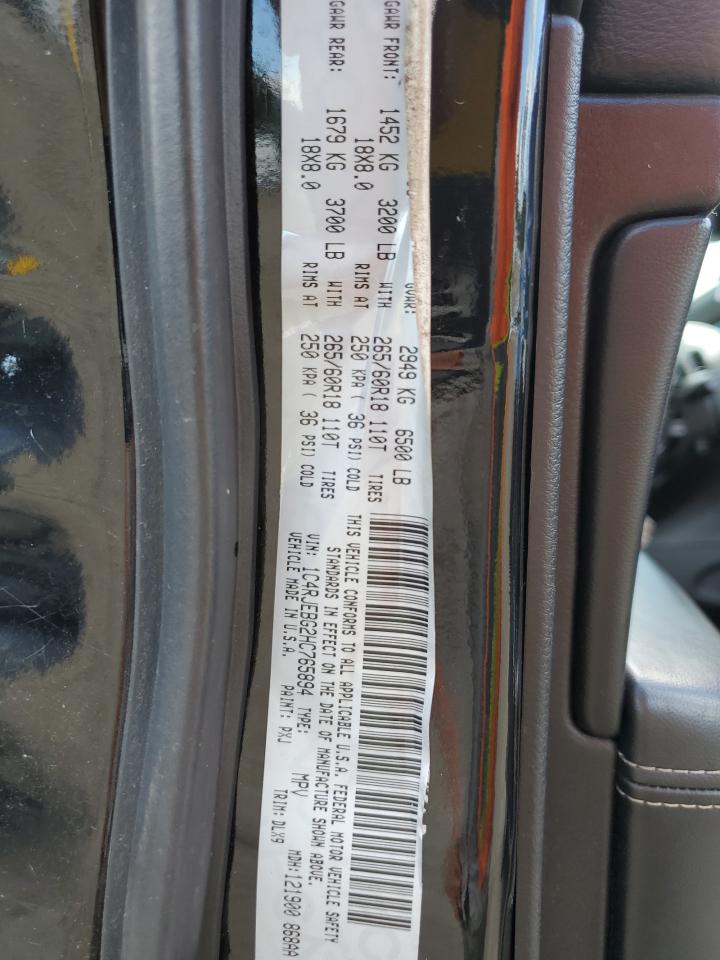 GVWR: 2949 KG 6500 LB
GAWR FRONT: 1452 KG 3200 LB WITH 265/60R18 110T TIRES
18X8.0 RIMS AT 250 KPA ( 36 PSI) COLD
GAWR REAR: 1679 KG 3700 LB WITH 265/60R18 110T TIRES
18X8.0 RIMS AT 250 KPA ( 36 PSI) COLD
THIS VEHICLE CONFORMS TO ALL APPLICABLE U.S.A. FEDERAL MOTOR VEHICLE SAFETY
STANDARDS IN EFFECT ON THE DATE OF MANUFACTURE SHOWN ABOVE.
VIN: 1C4RJEBG2HC765894 TYPE: MPV MDH:121900 868AA
VEHICLE MADE IN U.S.A. PAINT: PXJ TRIM:DLX9